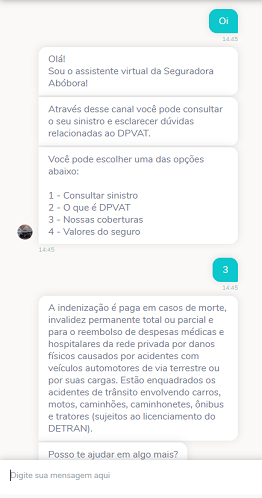 Oi
14:45
Olá!
Sou o assistente virtual da Seguradora
Abóbora!
Através desse canal você pode consultar
o seu sinistro e esclarecer dúvidas
relacionadas ao DPVAT.
Você pode escolher uma das opções
abaixo:
1 - Consultar sinistro
2 - O que é DPVAT
3 - Nossas coberturas
4 - Valores do seguro
14:45
3
14:45
A indenização é paga em casos de morte,
invalidez permanente total ou parcial e
para o reembolso de despesas médicas e
hospitalares da rede privada por danos
físicos causados por acidentes com
veículos automotores de via terrestre ou
por suas cargas. Estão enquadrados os
acidentes de trânsito envolvendo carros,
motos, caminhões, caminhonetes, ônibus
e tratores (sujeitos ao licenciamento do
DETRAN).
Posso te ajudar em algo mais?
Digite sua mensagem aqui